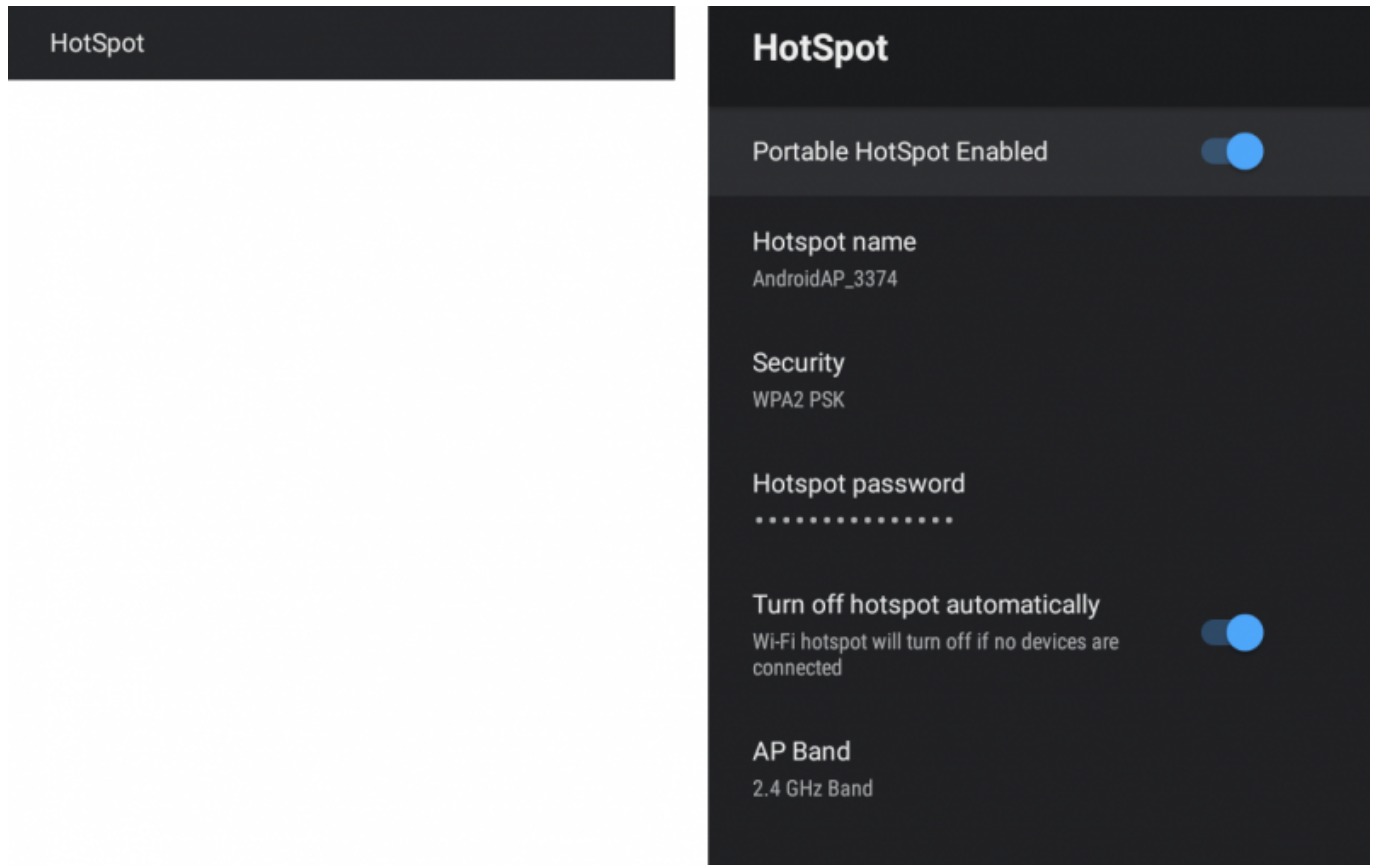 HotSpot
HotSpot
Portable HotSpot Enabled
Hotspot name
AndroidAP_3374
Security
WPA2 PSK
Hotspot password
•••••••••••••••
Turn off hotspot automatically
Wi-Fi hotspot will turn off if no devices are
connected
AP Band
2.4 GHz Band